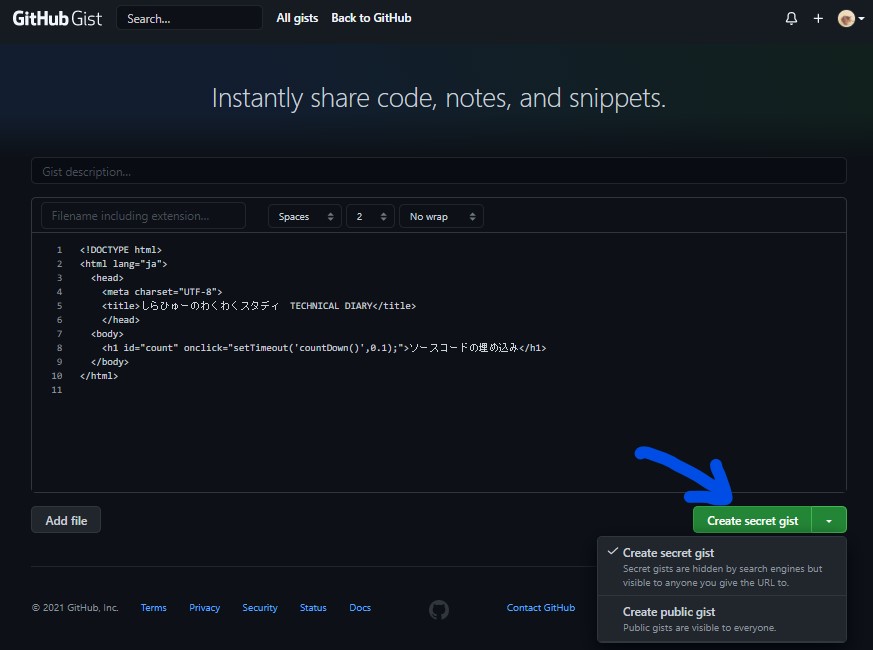 GitHub Gist Search... All gists Back to GitHub
Instantly share code, notes, and snippets.
Gist description...
Filename including extension... Spaces 2 No wrap
1 <!DOCTYPE html>
2 <html lang="ja">
3 <head>
4 <meta charset="UTF-8">
5 <title>しらひゅーのわくわくスタディ　TECHNICAL DIARY</title>
6 </head>
7 <body>
8 <h1 id="count" onclick="setTimeout('countDown()',0.1);">ソースコードの埋め込み</h1>
9 </body>
10 </html>
11
Add file Create secret gist
Create secret gist
Secret gists are hidden by search engines but
visible to anyone you give the URL to.
Create public gist
Public gists are visible to everyone.
© 2021 GitHub, Inc. Terms Privacy Security Status Docs Contact GitHub